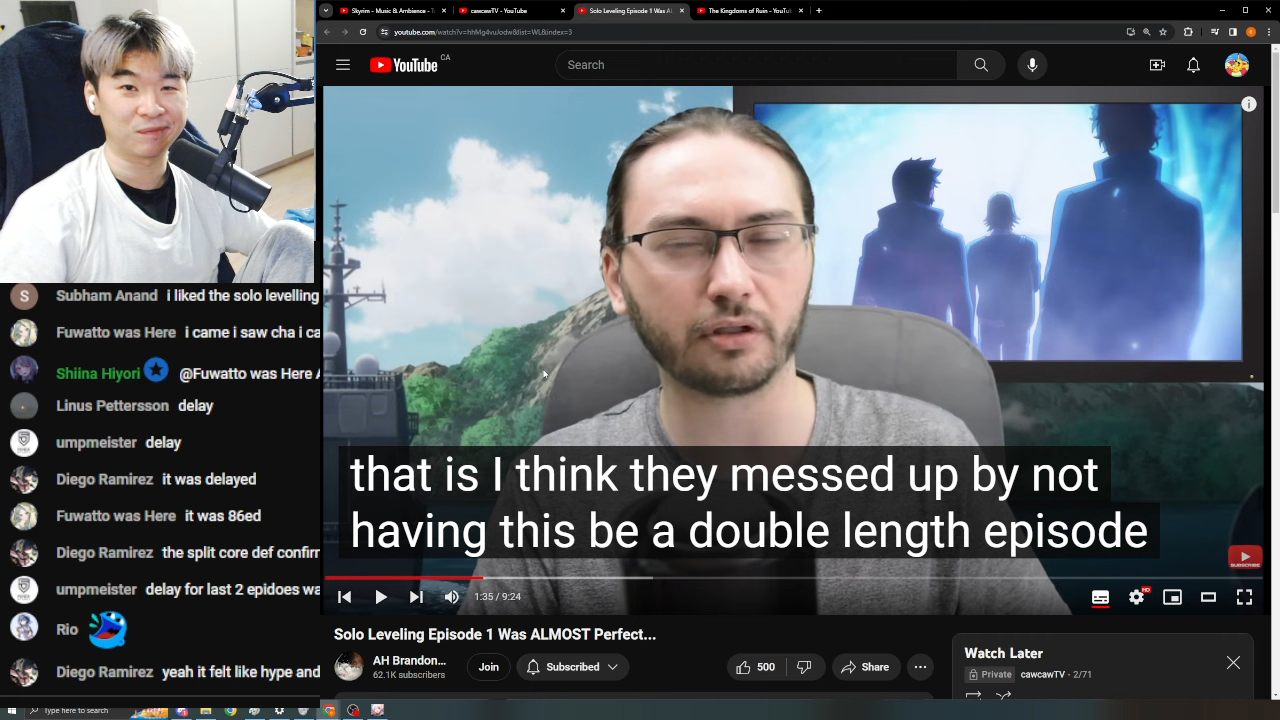 Skyrim - Music & Ambience - T
cawcawTV - YouTube
Solo Leveling Episode 1 Was Al
The Kingdoms of Ruin - YouTub
youtube.com/watch?v=hhMg4vuJodw&list=WL&index=3
YouTube CA
Search
that is I think they messed up by not
having this be a double length episode
SUBSCRIBE
1:35 / 9:24
HD
Solo Leveling Episode 1 Was ALMOST Perfect...
AH Brandon...
62.1K subscribers
Join
Subscribed
500
Share
Watch Later
Private cawcawTV - 2/71
S Subham Anand i liked the solo levelling
Fuwatto was Here i came i saw cha i ca
Shiina Hiyori @Fuwatto was Here A
Linus Pettersson delay
umpmeister delay
Diego Ramirez it was delayed
Fuwatto was Here it was 86ed
Diego Ramirez the split core def confirm
umpmeister delay for last 2 epidoes wa
Rio
Diego Ramirez yeah it felt like hype and
Type here to search